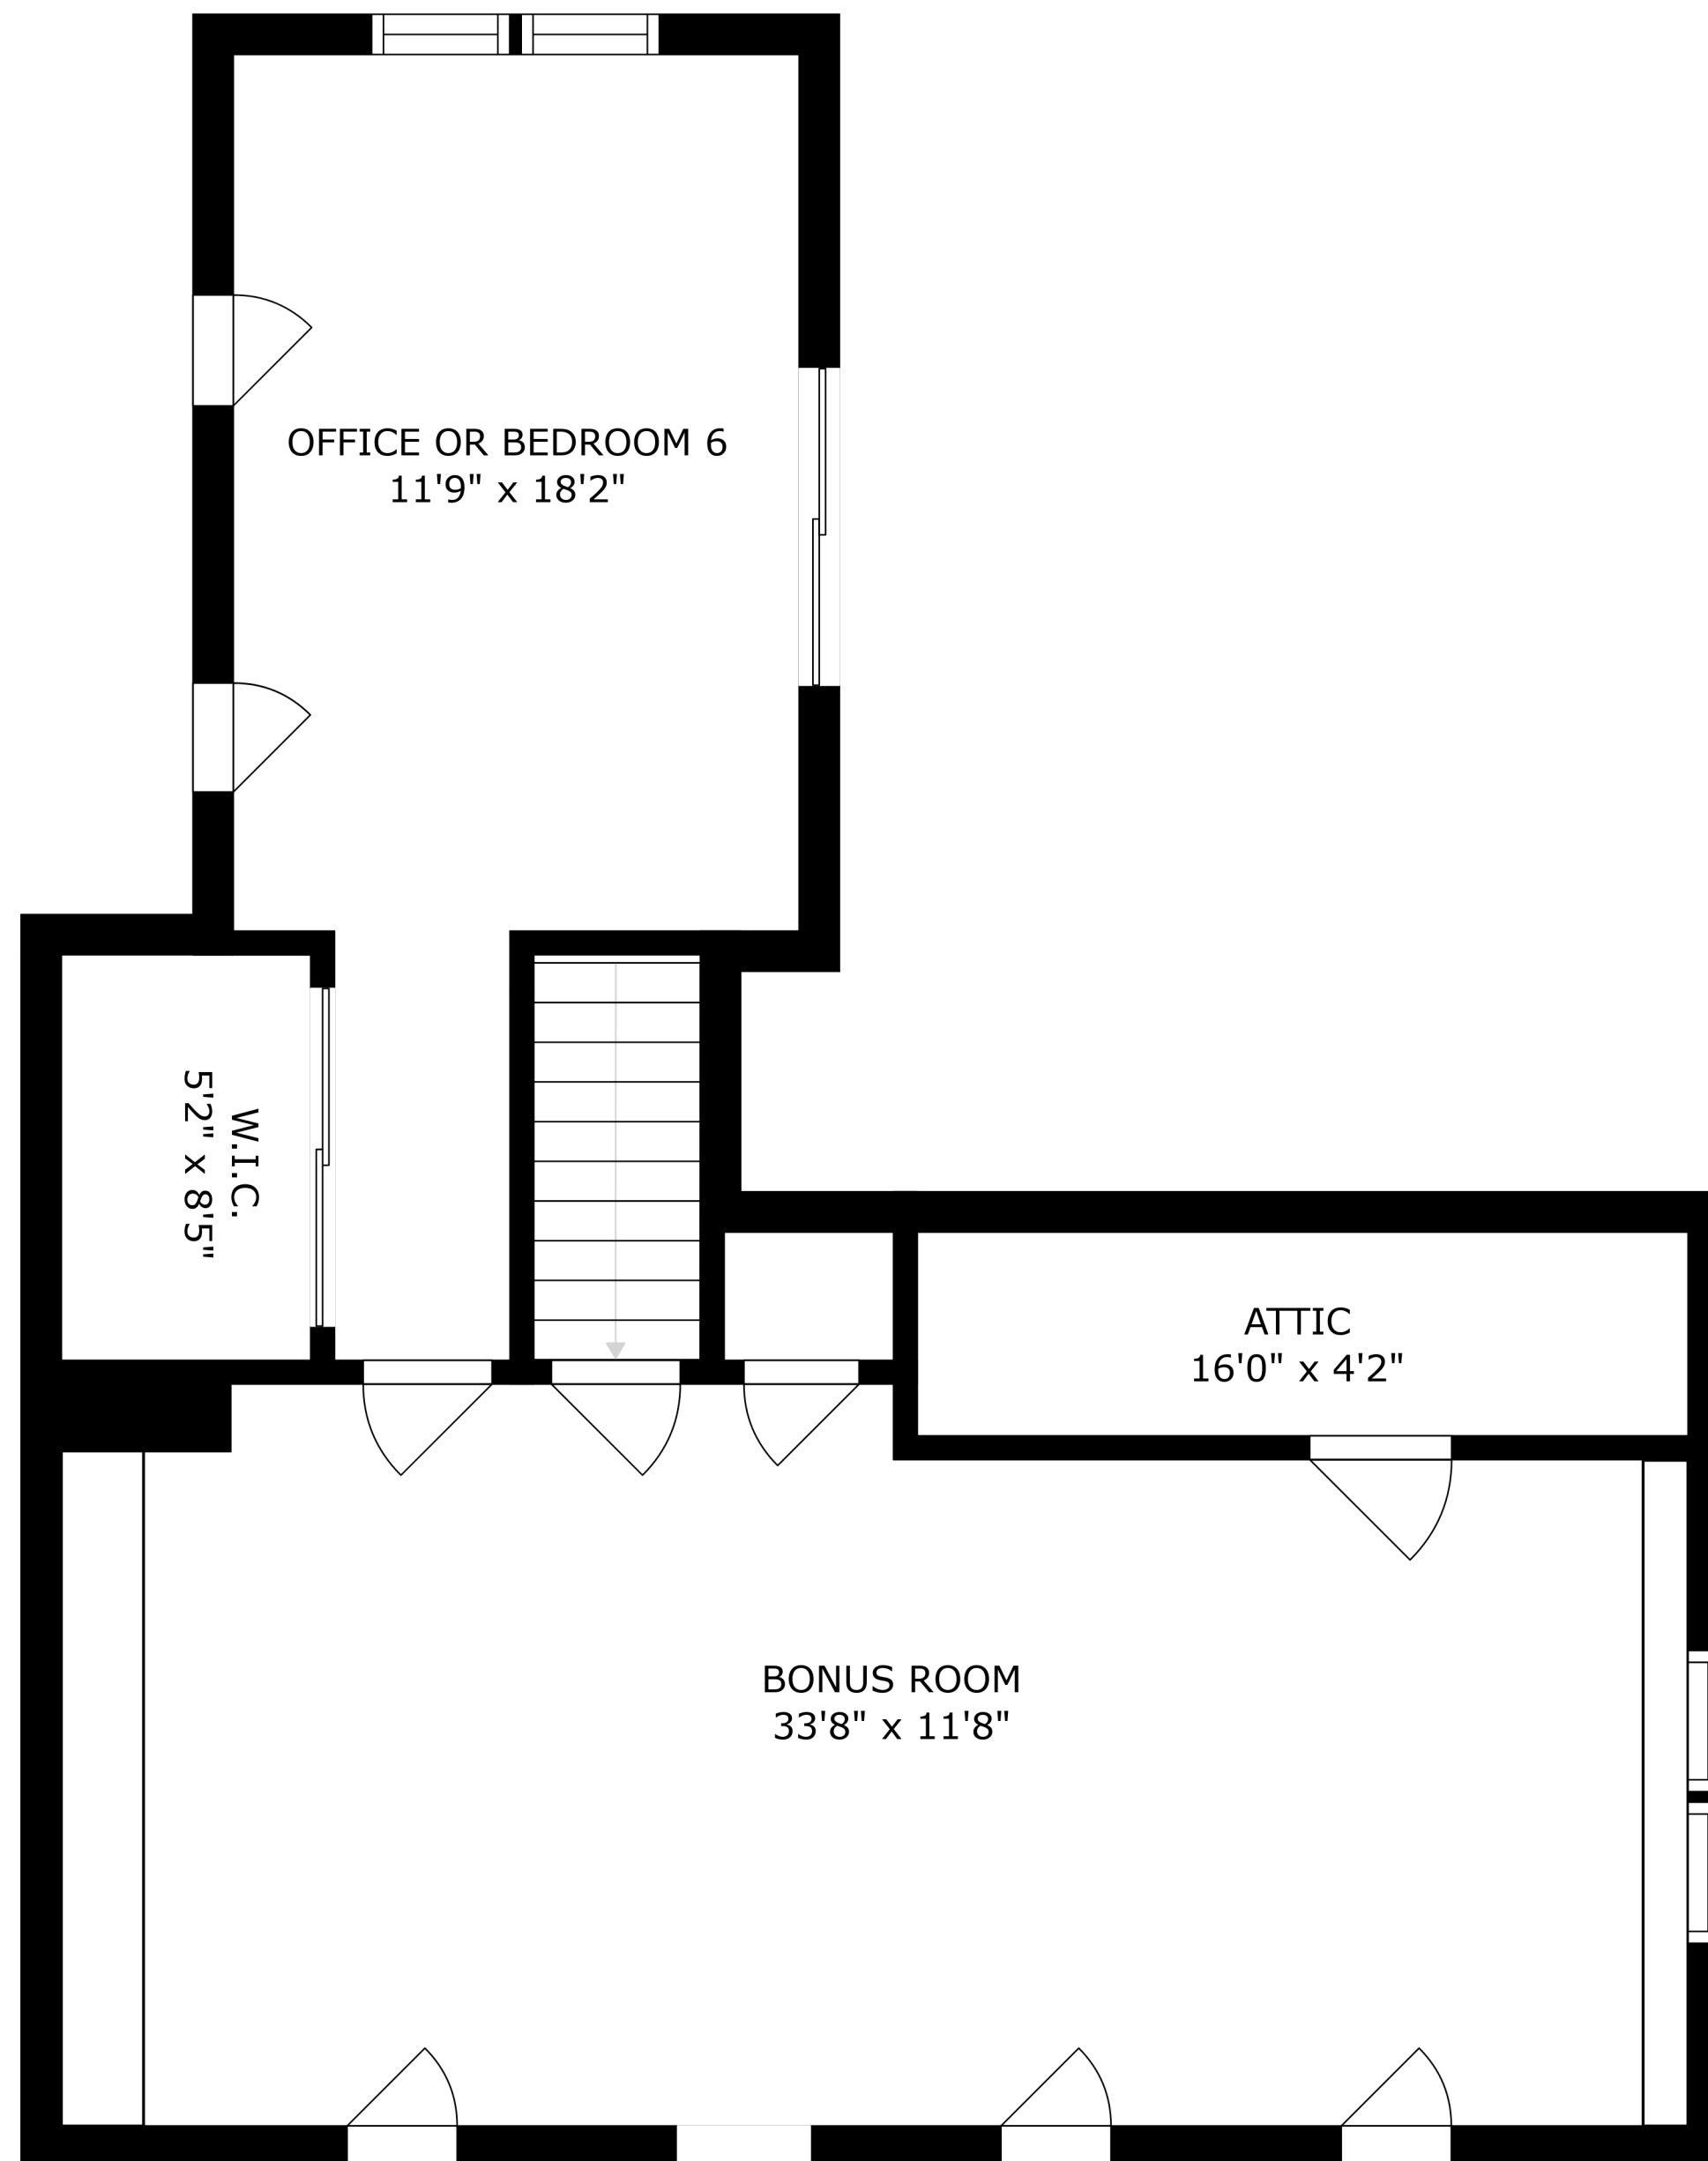 OFFICE OR BEDROOM 6
11'9" x 18'2"
W.I.C.
5'2" x 8'5"
ATTIC
16'0" x 4'2"
BONUS ROOM
33'8" x 11'8"